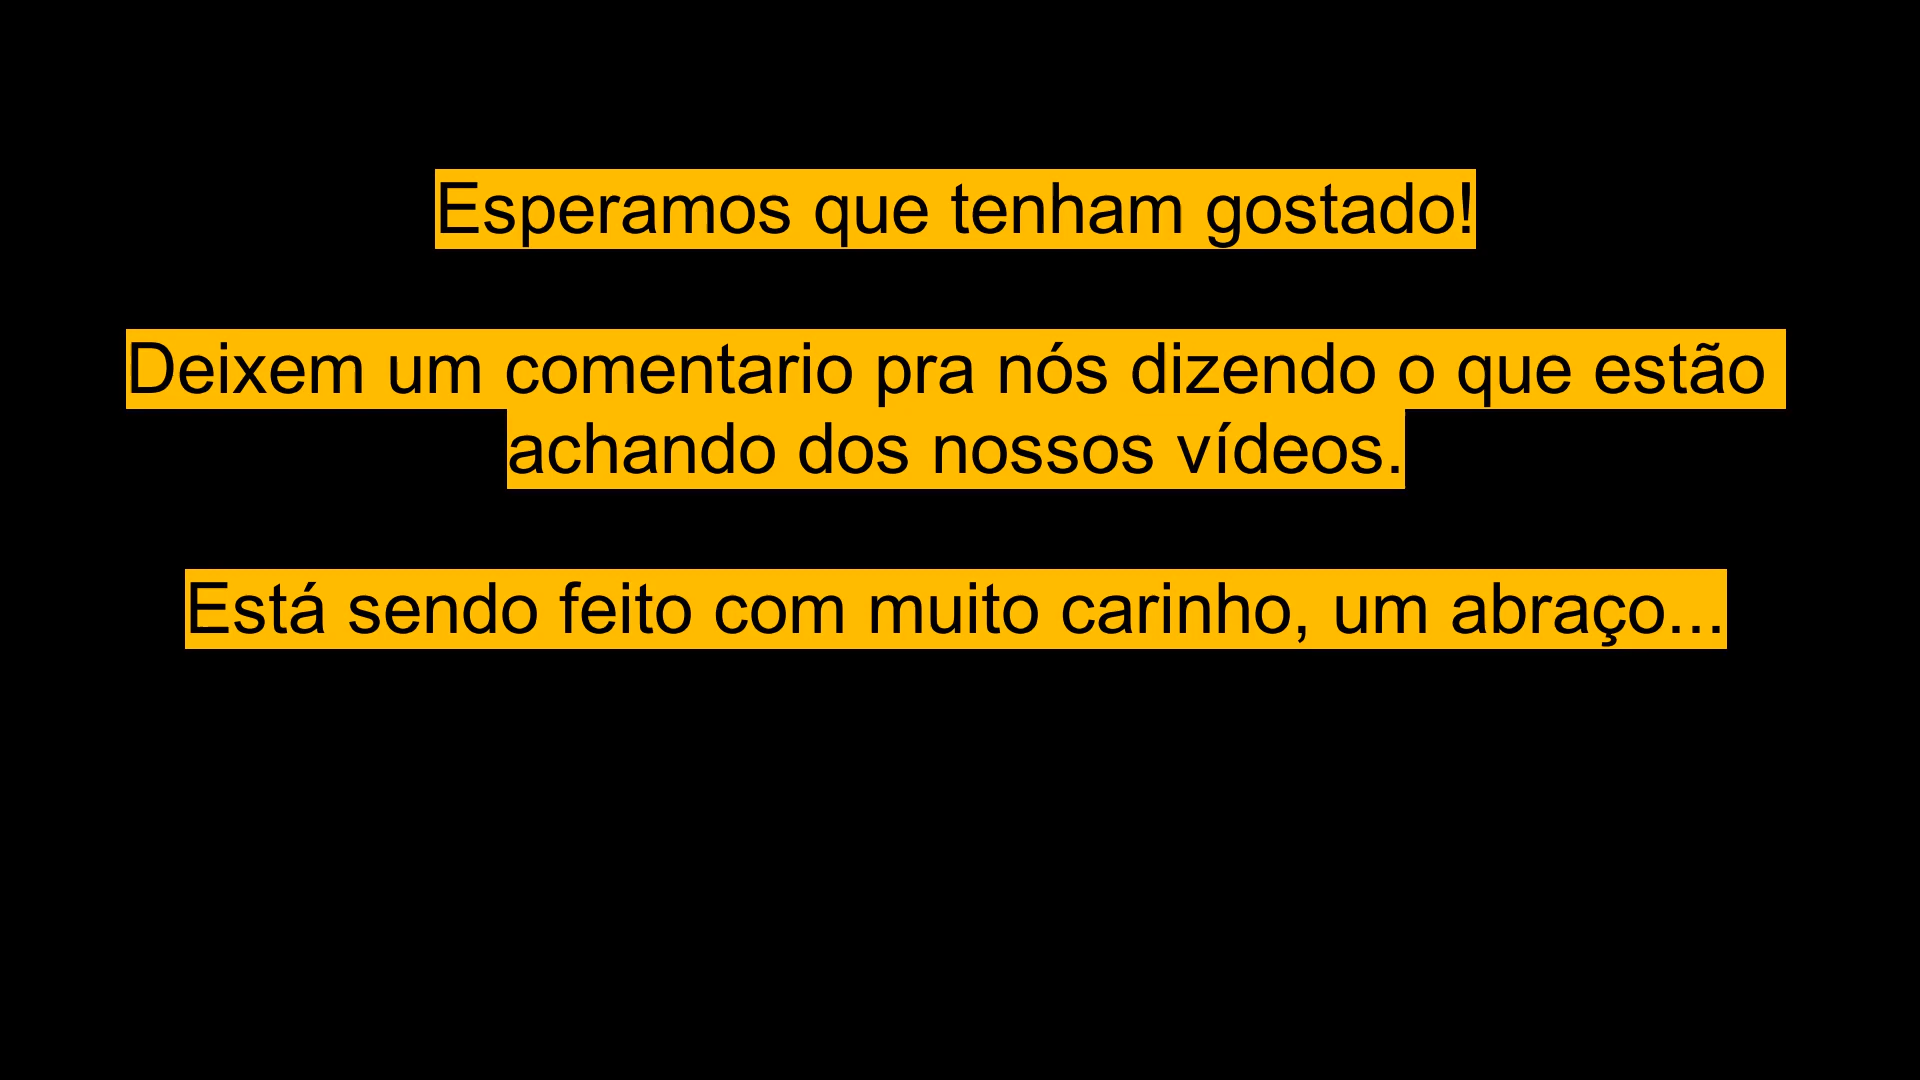 Esperamos que tenham gostado!
Deixem um comentario pra nós dizendo o que estão
achando dos nossos vídeos.
Está sendo feito com muito carinho, um abraço...